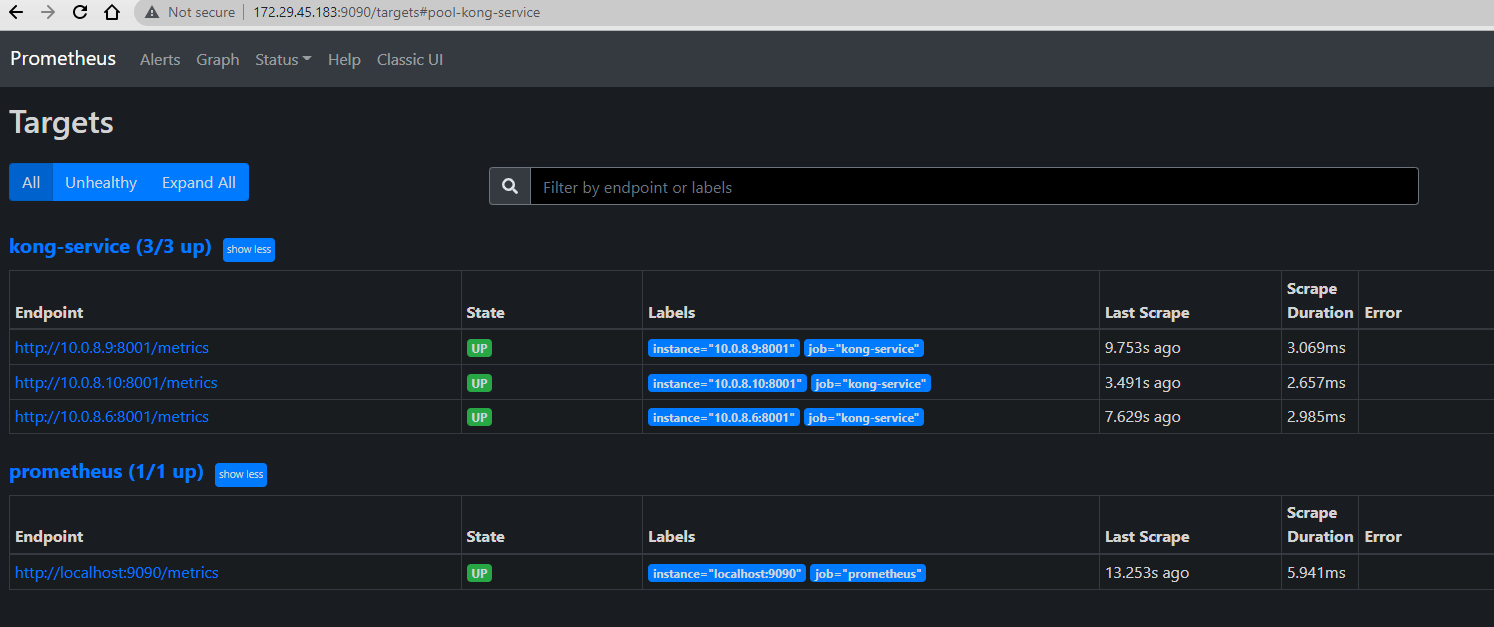 Not secure 172.29.45.183:9090/targets#pool-kong-service
Prometheus Alerts Graph Status Help Classic UI
Targets
All Unhealthy Expand All Filter by endpoint or labels
kong-service (3/3 up) show less
Endpoint State Labels Last Scrape Scrape Duration Error
http://10.0.8.9:8001/metrics UP instance="10.0.8.9:8001" job="kong-service" 9.753s ago 3.069ms
http://10.0.8.10:8001/metrics UP instance="10.0.8.10:8001" job="kong-service" 3.491s ago 2.657ms
http://10.0.8.6:8001/metrics UP instance="10.0.8.6:8001" job="kong-service" 7.629s ago 2.985ms
prometheus (1/1 up) show less
Endpoint State Labels Last Scrape Scrape Duration Error
http://localhost:9090/metrics UP instance="localhost:9090" job="prometheus" 13.253s ago 5.941ms